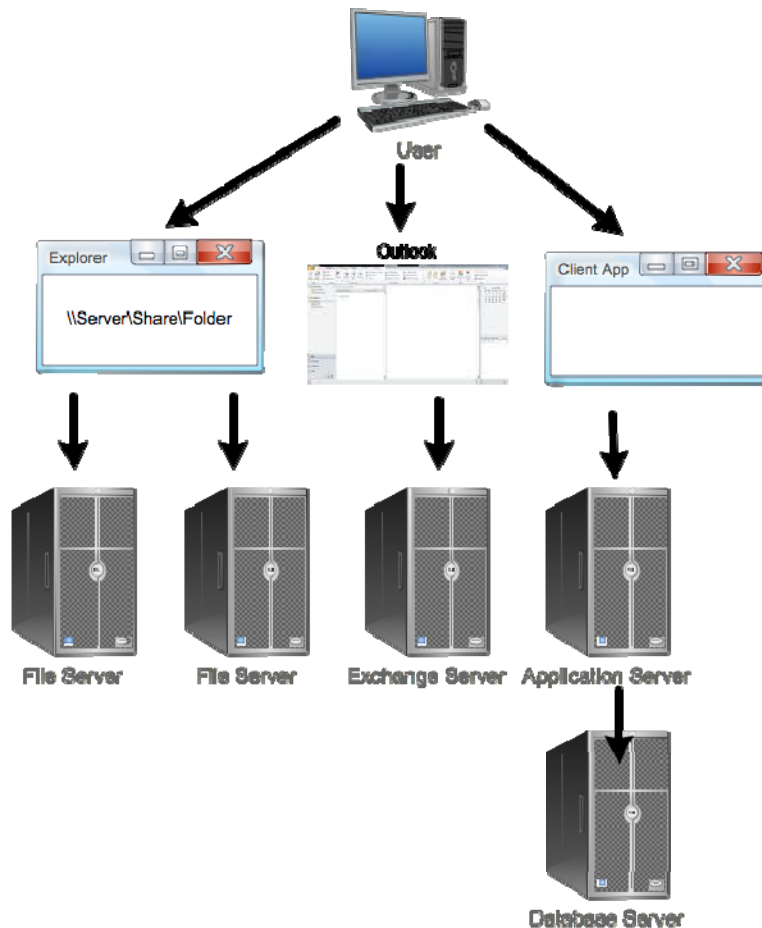 User
Explorer
\\Server\Share\Folder
Outlook
Client App
File Server
File Server
Exchange Server
Application Server
Database Server